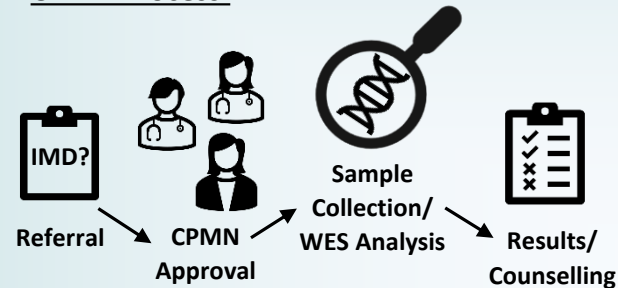 IMD?
Referral
CPMN
Approval
Sample
Collection/
WES Analysis
Results/
Counselling